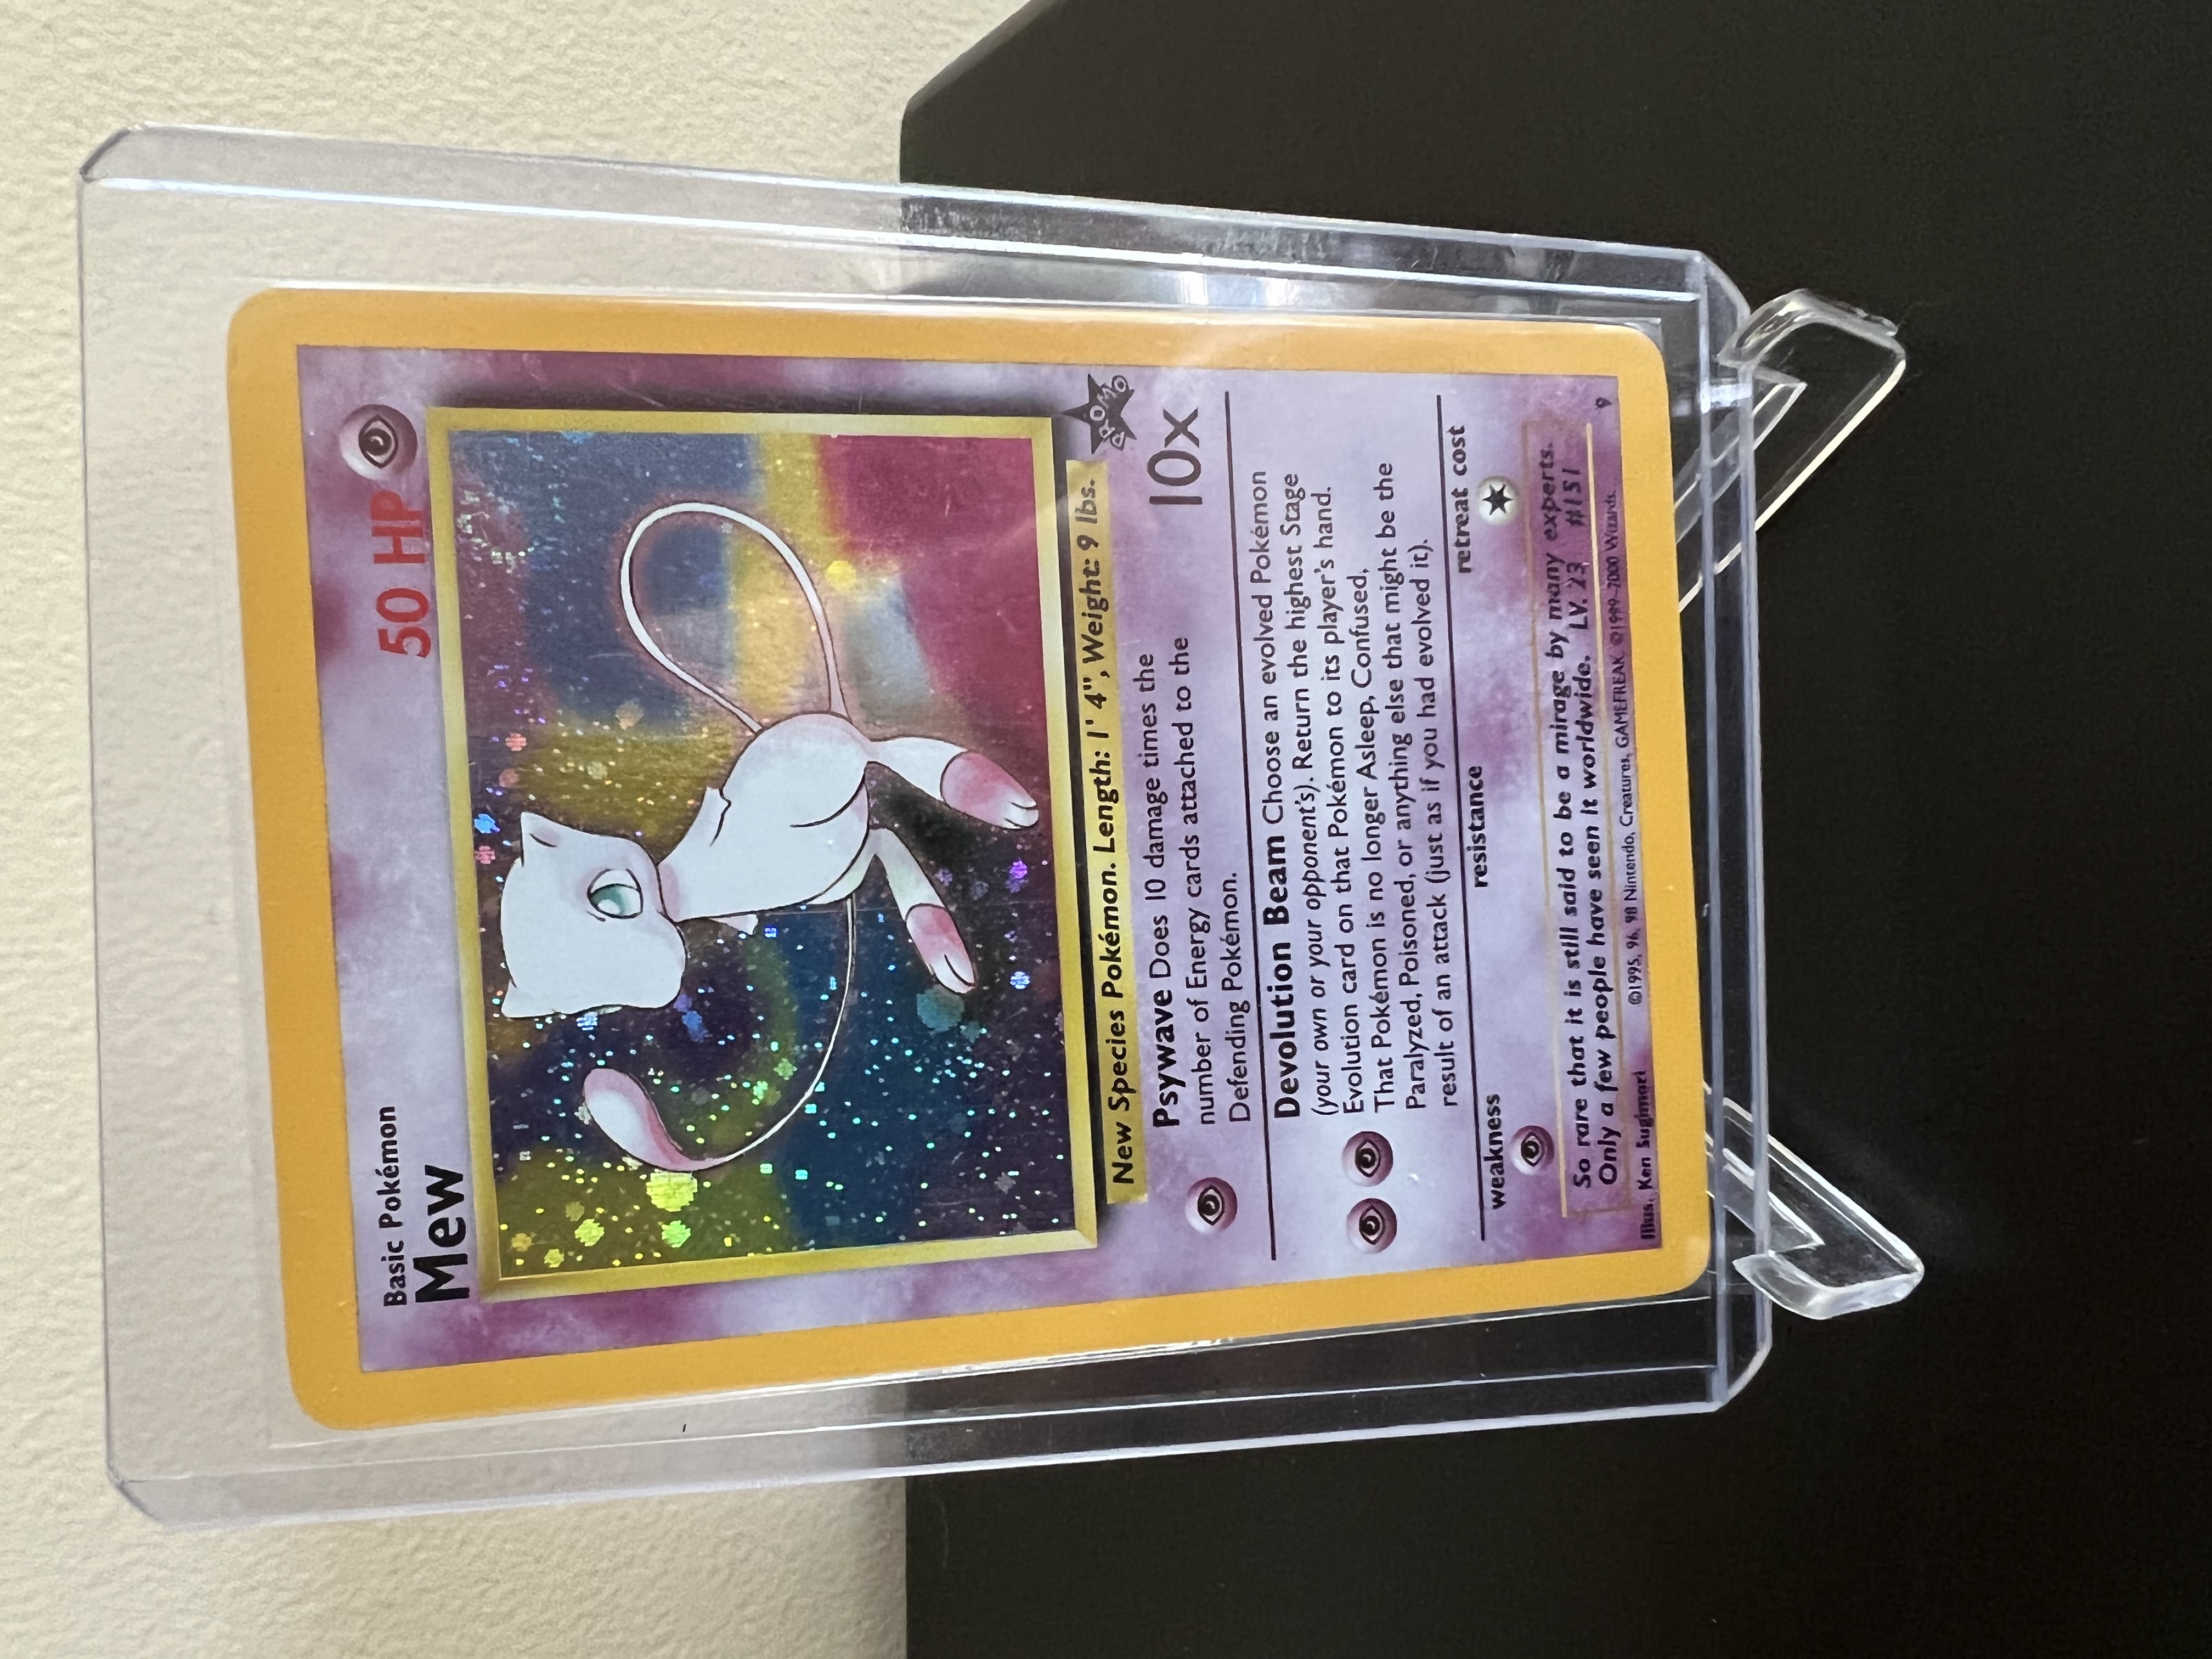 Basic Pokémon
Mew
50 HP
New Species Pokémon. Length: 1' 4", Weight: 9 lbs.
PROMO
Psywave Does 10 damage times the
number of Energy cards attached to the
Defending Pokémon.
10x
Devolution Beam Choose an evolved Pokémon
(your own or your opponent's). Return the highest Stage
Evolution card on that Pokémon to its player's hand.
That Pokémon is no longer Asleep, Confused,
Paralyzed, Poisoned, or anything else that might be the
result of an attack (just as if you had evolved it).
weakness
resistance
retreat cost
So rare that it is still said to be a mirage by many experts.
Only a few people have seen it worldwide. LV. 23 #151
Illus. Ken Sugimori
©1995, 96, 98 Nintendo, Creatures, GAMEFREAK. ©1999-2000 Wizards.
9